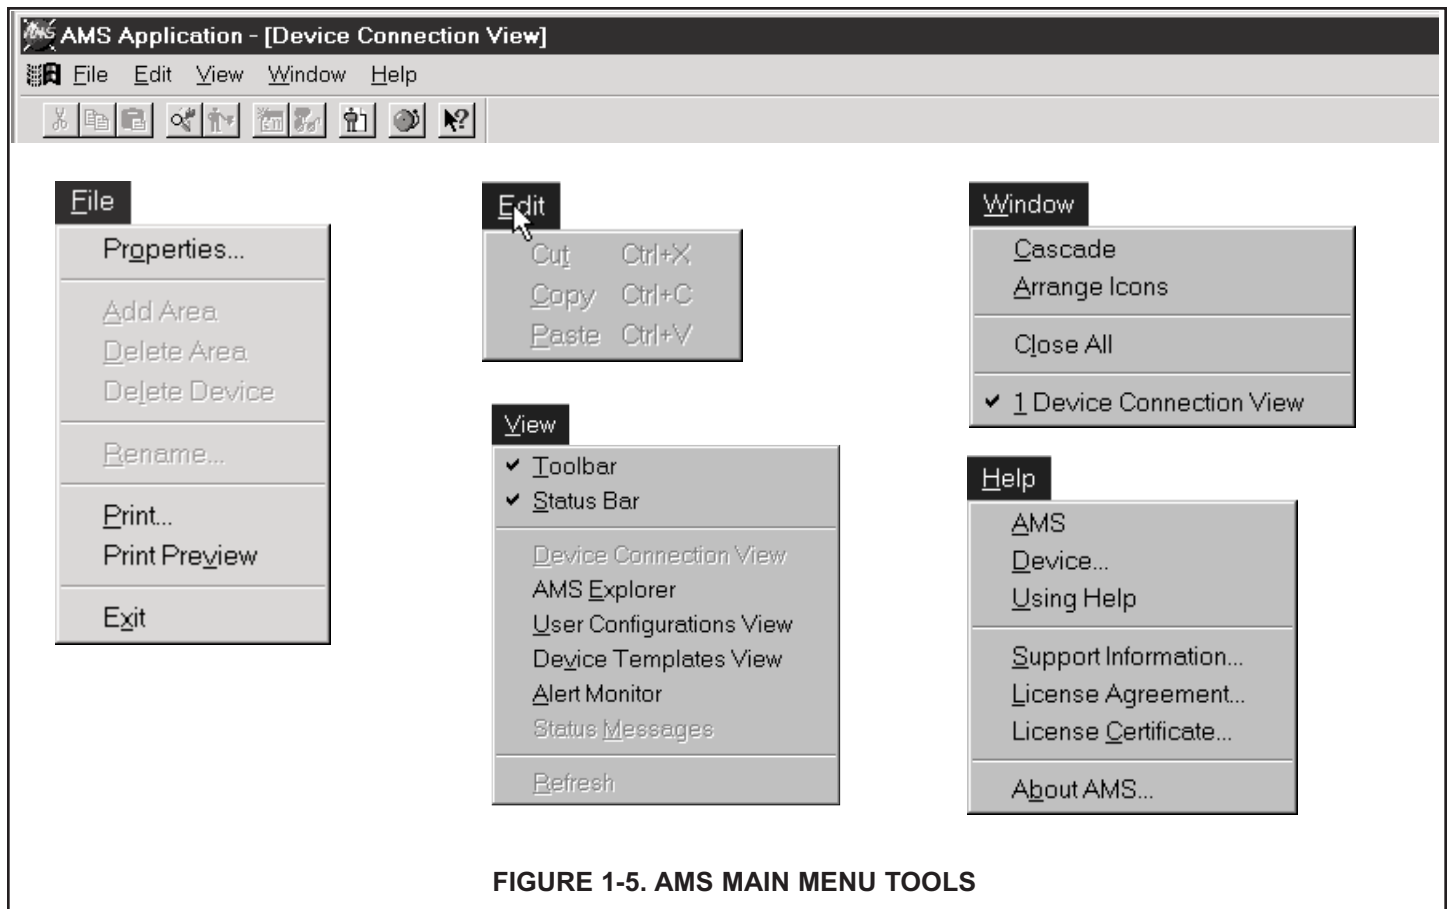 AMS Application - [Device Connection View]
File Edit View Window Help
File
Properties...
Add Area
Delete Area
Delete Device
Rename...
Print...
Print Preview
Exit
Edit
Cut Ctrl+X
Copy Ctrl+C
Paste Ctrl+V
View
✓ Toolbar
✓ Status Bar
Device Connection View
AMS Explorer
User Configurations View
Device Templates View
Alert Monitor
Status Messages
Refresh
Window
Cascade
Arrange Icons
Close All
✓ 1 Device Connection View
Help
AMS
Device...
Using Help
Support Information...
License Agreement...
License Certificate...
About AMS...
FIGURE 1-5. AMS MAIN MENU TOOLS